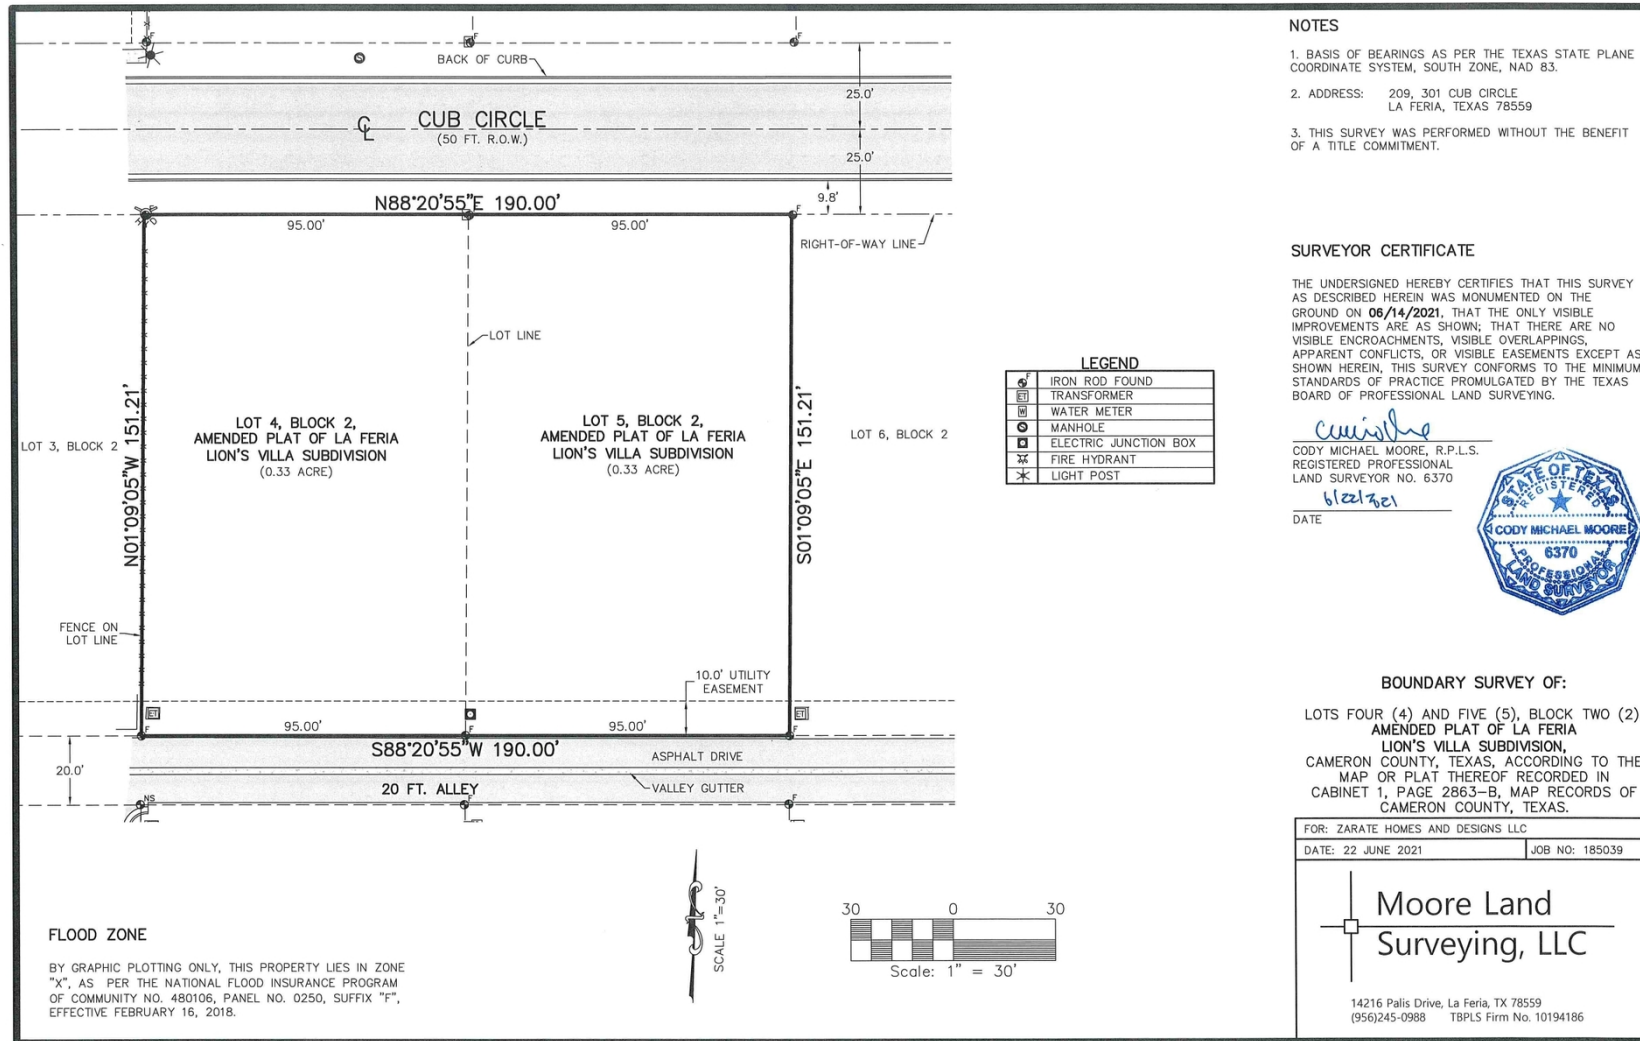 BACK OF CURB
25.0'
CUB CIRCLE
(50 FT. R.O.W.)
25.0'
9.8'
N88°20'55"E 190.00'
95.00'
95.00'
RIGHT-OF-WAY LINE
LOT LINE
N01°09'05"W 151.21'
S01°09'05"E 151.21'
LOT 3, BLOCK 2
LOT 4, BLOCK 2,
AMENDED PLAT OF LA FERIA
LION'S VILLA SUBDIVISION
(0.33 ACRE)
LOT 5, BLOCK 2,
AMENDED PLAT OF LA FERIA
LION'S VILLA SUBDIVISION
(0.33 ACRE)
LOT 6, BLOCK 2
FENCE ON
LOT LINE
10.0' UTILITY
EASEMENT
ET
ET
95.00'
95.00'
S88°20'55"W 190.00'
ASPHALT DRIVE
20.0'
20 FT. ALLEY
VALLEY GUTTER
NS
LEGEND
F IRON ROD FOUND
ET TRANSFORMER
W WATER METER
S MANHOLE
ELECTRIC JUNCTION BOX
FIRE HYDRANT
LIGHT POST
FLOOD ZONE
BY GRAPHIC PLOTTING ONLY, THIS PROPERTY LIES IN ZONE
"X", AS PER THE NATIONAL FLOOD INSURANCE PROGRAM
OF COMMUNITY NO. 480106, PANEL NO. 0250, SUFFIX "F",
EFFECTIVE FEBRUARY 16, 2018.
SCALE 1"=30'
30 0 30
Scale: 1" = 30'
NOTES
1. BASIS OF BEARINGS AS PER THE TEXAS STATE PLANE
COORDINATE SYSTEM, SOUTH ZONE, NAD 83.
2. ADDRESS: 209, 301 CUB CIRCLE
LA FERIA, TEXAS 78559
3. THIS SURVEY WAS PERFORMED WITHOUT THE BENEFIT
OF A TITLE COMMITMENT.
SURVEYOR CERTIFICATE
THE UNDERSIGNED HEREBY CERTIFIES THAT THIS SURVEY
AS DESCRIBED HEREIN WAS MONUMENTED ON THE
GROUND ON 06/14/2021, THAT THE ONLY VISIBLE
IMPROVEMENTS ARE AS SHOWN; THAT THERE ARE NO
VISIBLE ENCROACHMENTS, VISIBLE OVERLAPPINGS,
APPARENT CONFLICTS, OR VISIBLE EASEMENTS EXCEPT AS
SHOWN HEREIN, THIS SURVEY CONFORMS TO THE MINIMUM
STANDARDS OF PRACTICE PROMULGATED BY THE TEXAS
BOARD OF PROFESSIONAL LAND SURVEYING.
CODY MICHAEL MOORE, R.P.L.S.
REGISTERED PROFESSIONAL
LAND SURVEYOR NO. 6370
6/22/2021
DATE
STATE OF TEXAS
REGISTERED
CODY MICHAEL MOORE
6370
PROFESSIONAL
LAND SURVEYOR
BOUNDARY SURVEY OF:
LOTS FOUR (4) AND FIVE (5), BLOCK TWO (2)
AMENDED PLAT OF LA FERIA
LION'S VILLA SUBDIVISION,
CAMERON COUNTY, TEXAS, ACCORDING TO THE
MAP OR PLAT THEREOF RECORDED IN
CABINET 1, PAGE 2863-B, MAP RECORDS OF
CAMERON COUNTY, TEXAS.
FOR: ZARATE HOMES AND DESIGNS LLC
DATE: 22 JUNE 2021 JOB NO: 185039
Moore Land
Surveying, LLC
14216 Palis Drive, La Feria, TX 78559
(956)245-0988 TBPLS Firm No. 10194186